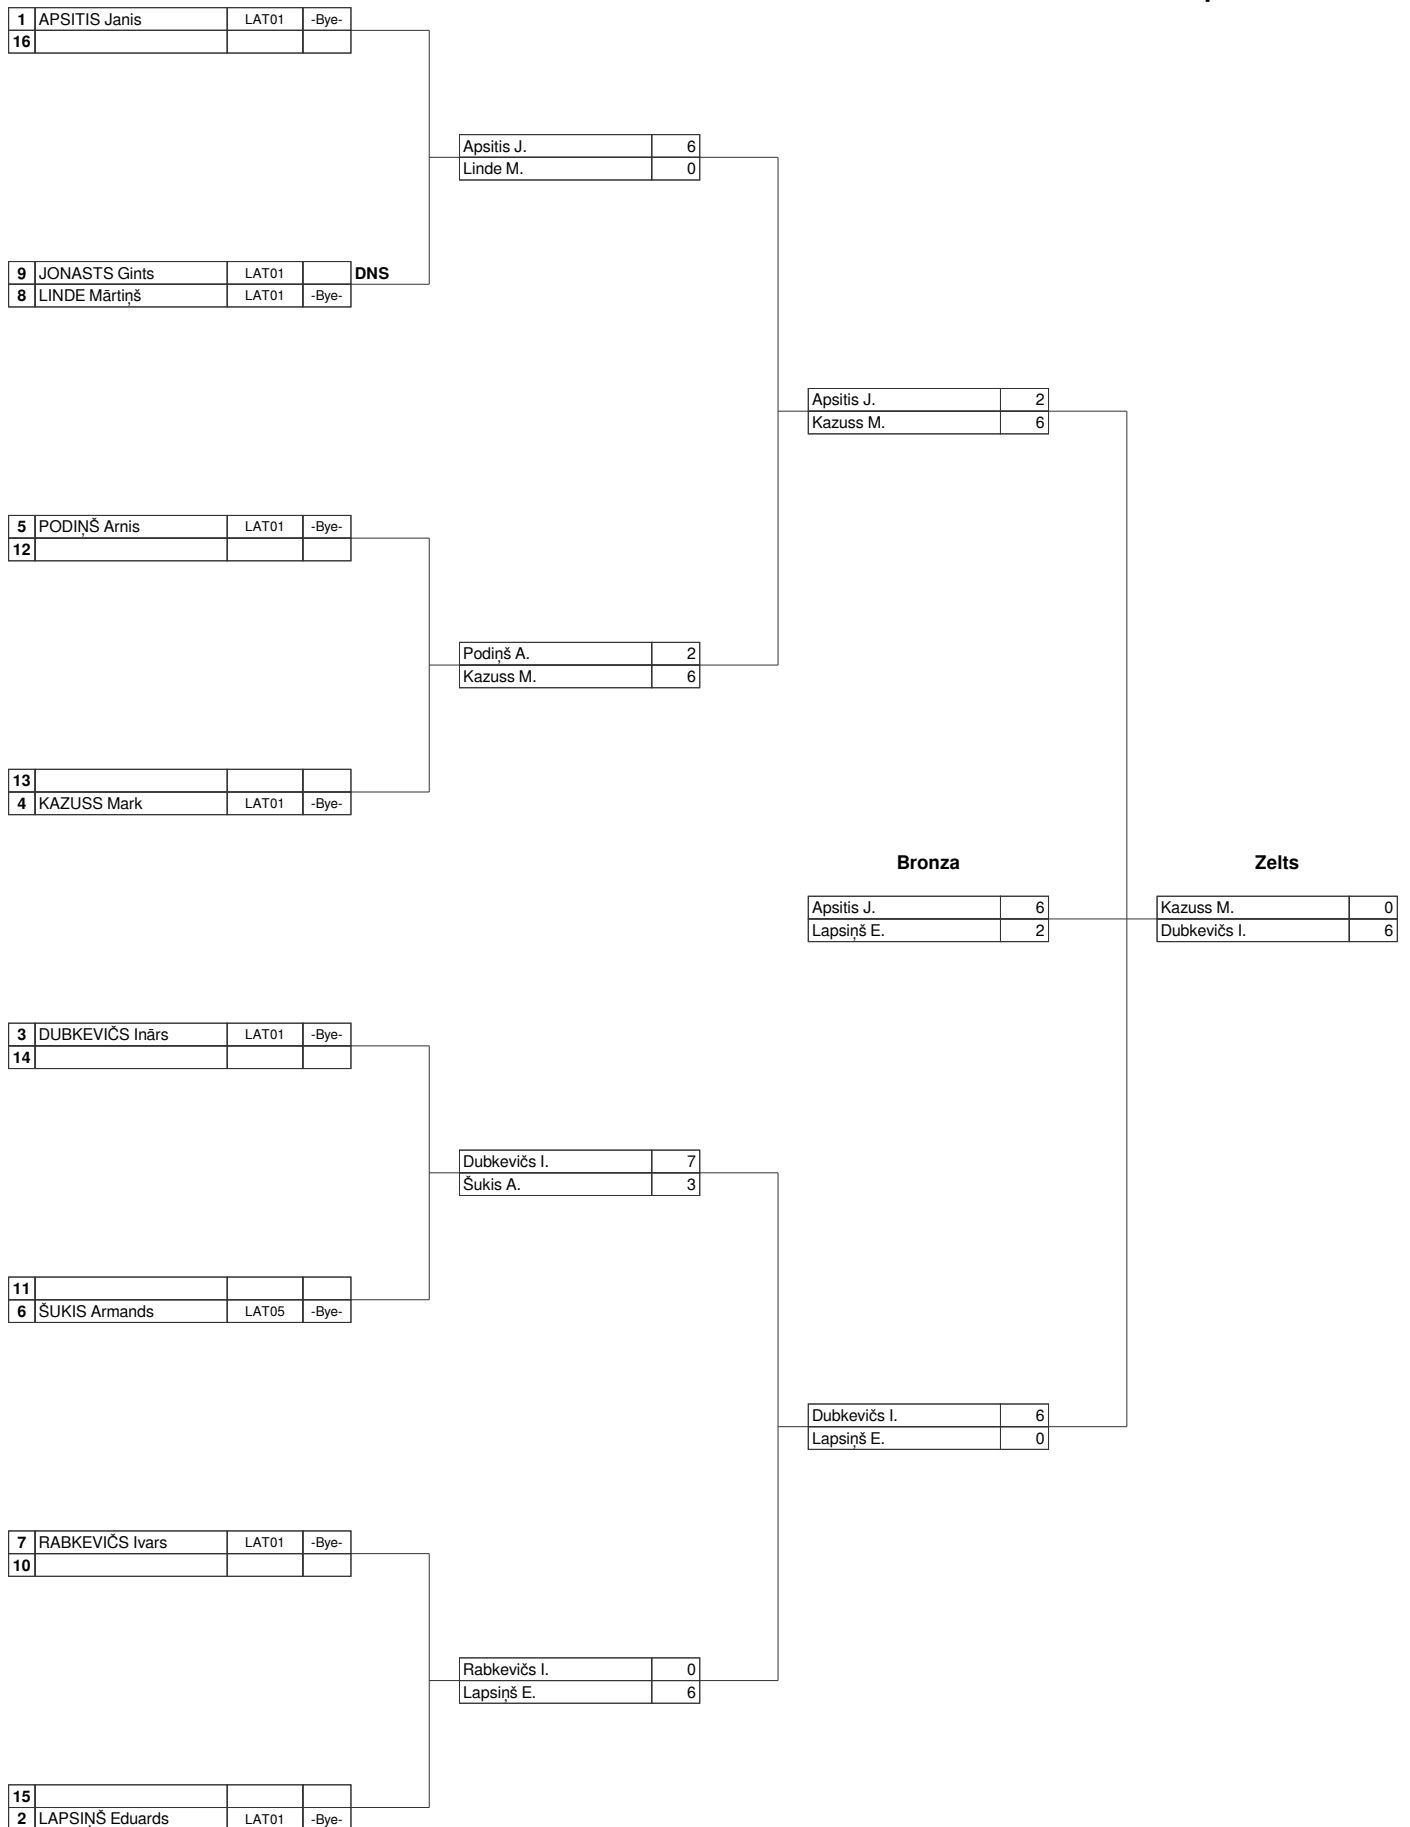 1 APSITIS Janis LAT01 -Bye-
16
Apsitis J. 6
Linde M. 0
9 JONASTS Gints LAT01 DNS
8 LINDE Mārtiņš LAT01 -Bye-
Apsitis J. 2
Kazuss M. 6
5 PODIŅŠ Arnis LAT01 -Bye-
12
Podiņš A. 2
Kazuss M. 6
13
4 KAZUSS Mark LAT01 -Bye-
Bronza Zelts
Apsitis J. 6 Kazuss M. 0
Lapsiņš E. 2 Dubkevičs I. 6
3 DUBKEVIČS Inārs LAT01 -Bye-
14
Dubkevičs I. 7
Šukis A. 3
11
6 ŠUKIS Armands LAT05 -Bye-
Dubkevičs I. 6
Lapsiņš E. 0
7 RABKEVIČS Ivars LAT01 -Bye-
10
Rabkevičs I. 0
Lapsiņš E. 6
15
2 LAPSIŅŠ Eduards LAT01 -Bye-